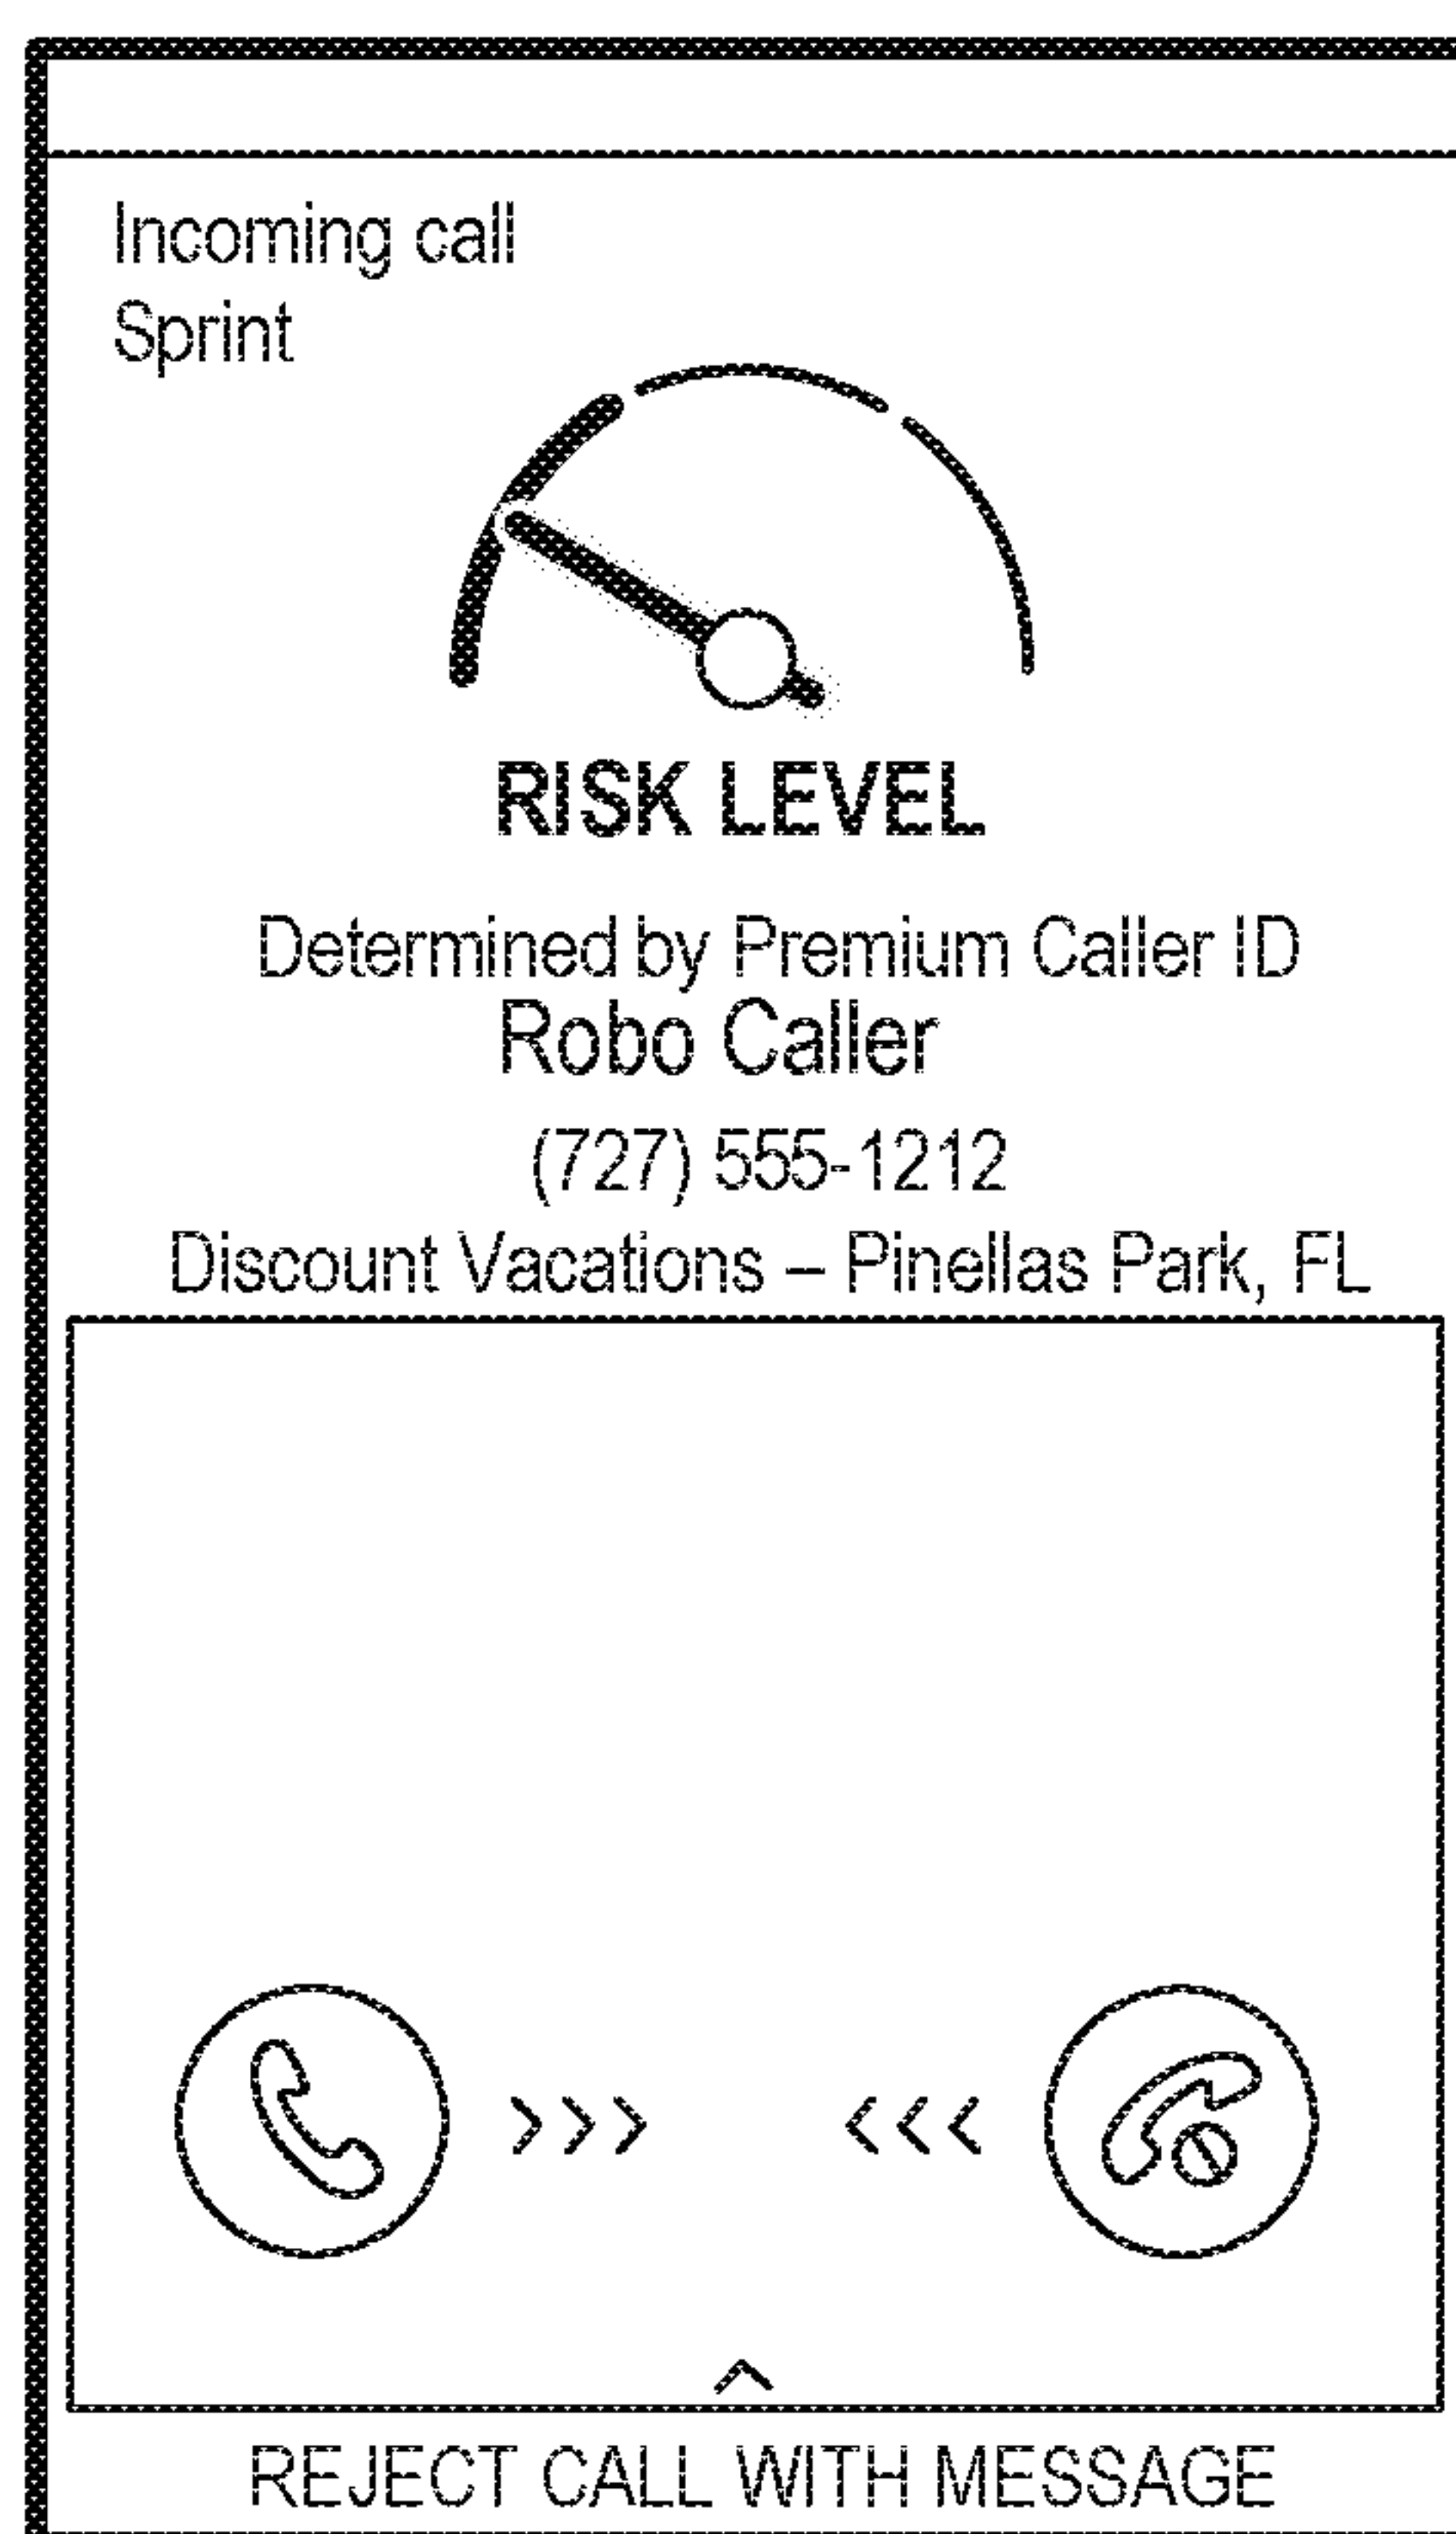 Incoming call
Sprint
RISK LEVEL
Determined by Premium Caller ID
Robo Caller
(727) 555-1212
Discount Vacations – Pinellas Park, FL
REJECT CALL WITH MESSAGE